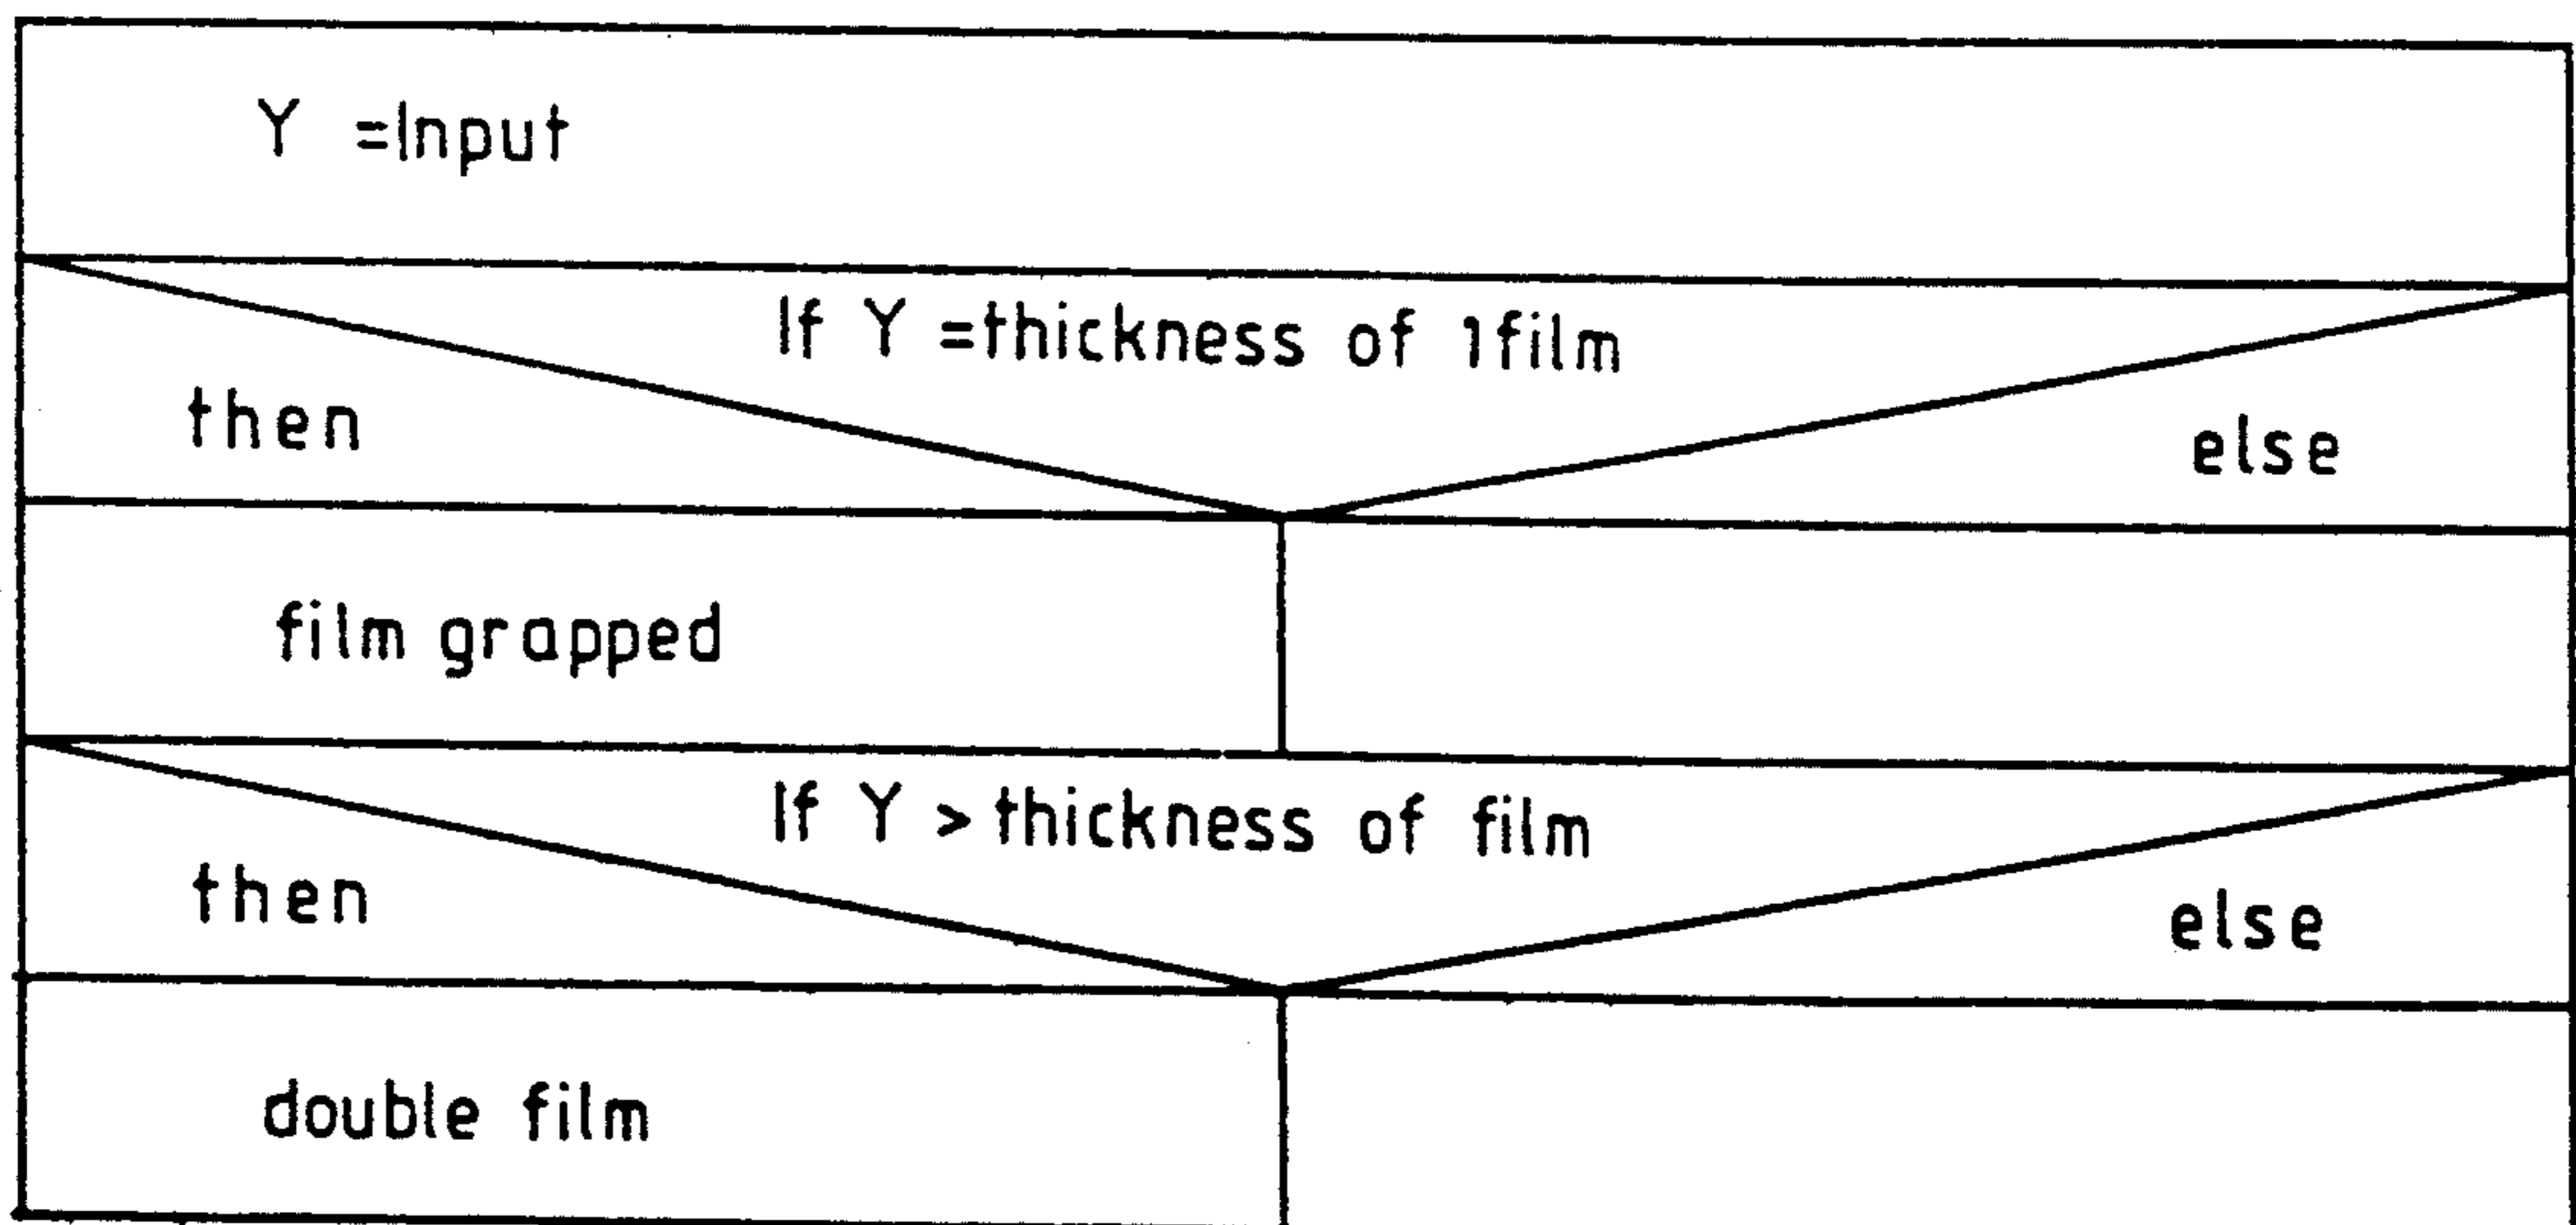 Y =Input
If Y =thickness of 1film
then
else
film grapped
If Y > thickness of film
then
else
double film